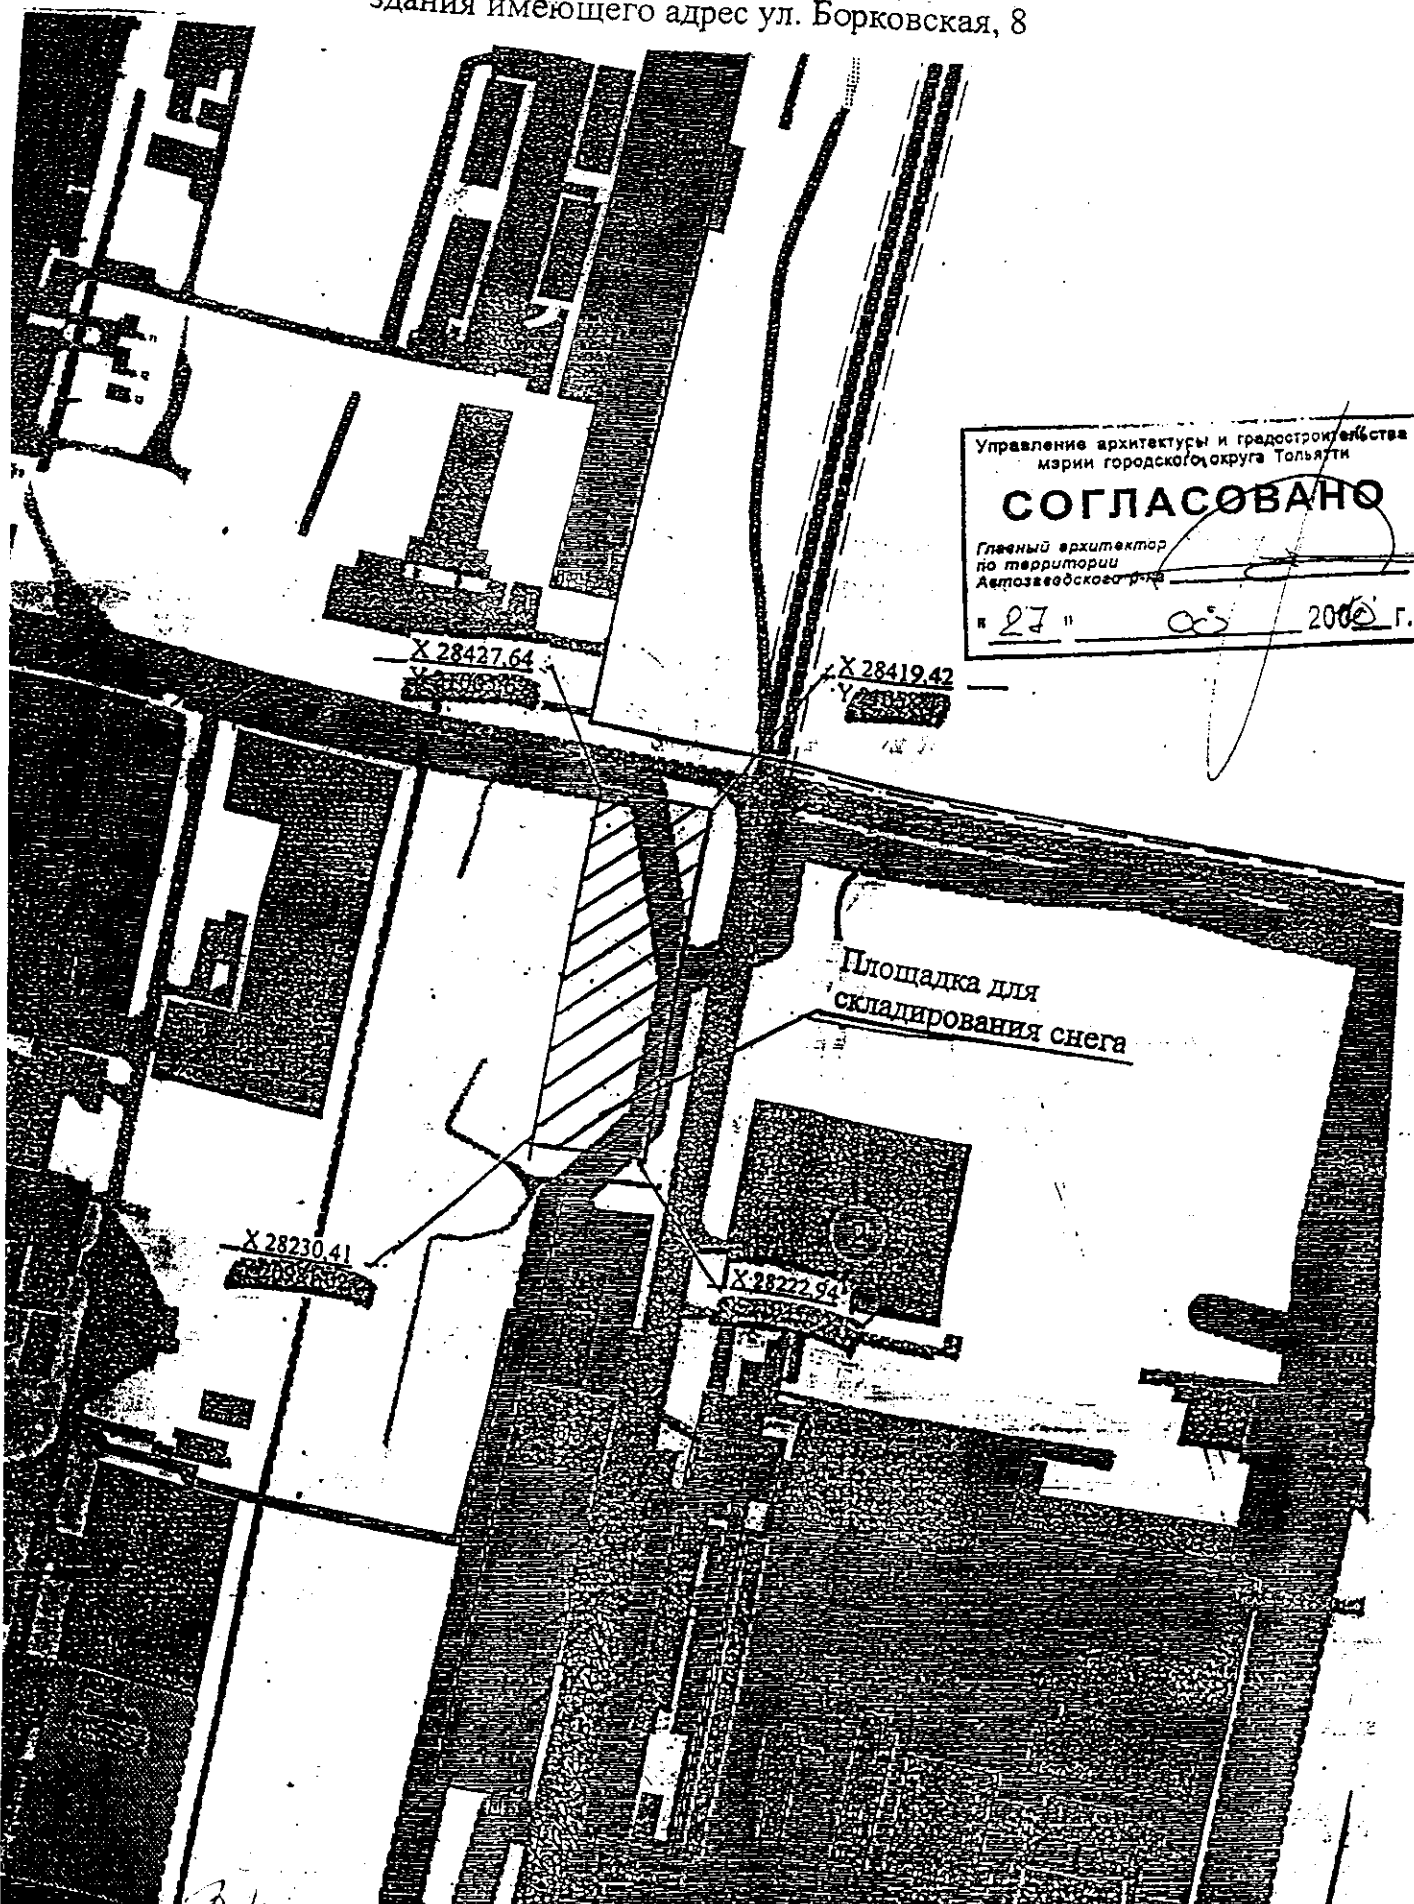 здания имеющего адрес ул. Борковская, 8
Управление архитектуры и градостроительства
мэрии городского округа Тольятти
СОГЛАСОВАНО
Главный архитектор
по территории
Автозаводского р-на
" 27 "
г.
X 28427,64
X 28419,42
Y
Площадка для
складирования снега
X 28230,41
X 28222,94